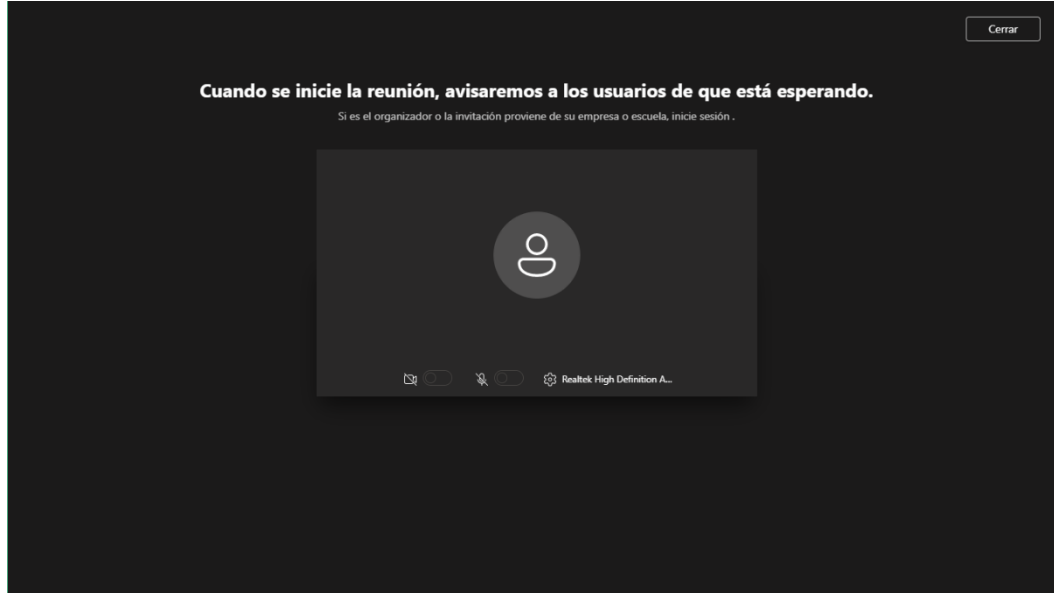 Cerrar
Cuando se inicie la reunión, avisaremos a los usuarios de que está esperando.
Si es el organizador o la invitación proviene de su empresa o escuela, inicie sesión .
Realtek High Definition A...